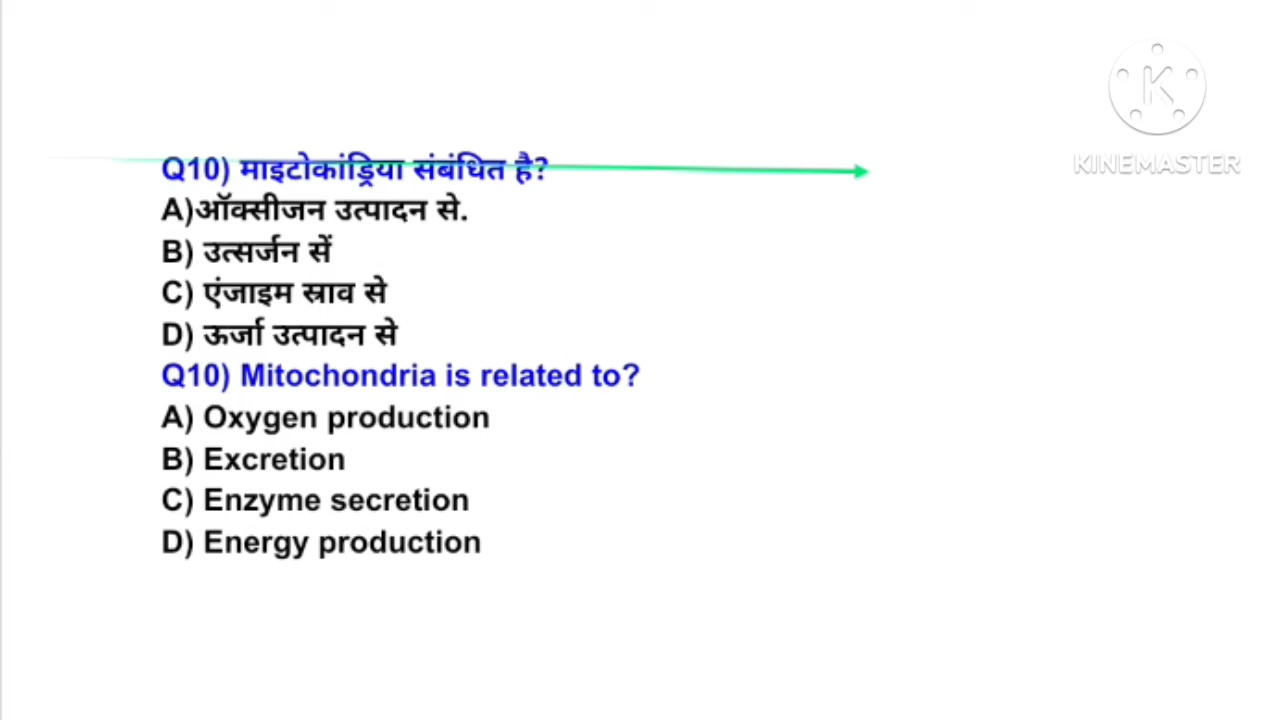 Q10) माइटोकांड्रिया संबंधित है?
A)ऑक्सीजन उत्पादन से.
B) उत्सर्जन सें
C) एंजाइम स्राव से
D) ऊर्जा उत्पादन से
Q10) Mitochondria is related to?
A) Oxygen production
B) Excretion
C) Enzyme secretion
D) Energy production
K
KINEMASTER